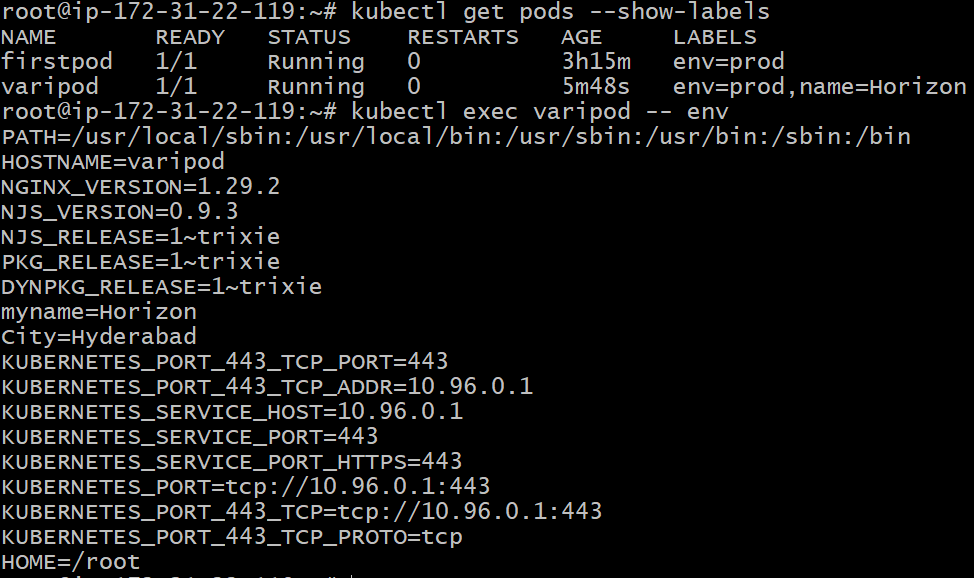 root@ip-172-31-22-119:~# kubectl get pods --show-labels
NAME READY STATUS RESTARTS AGE LABELS
firstpod 1/1 Running 0 3h15m env=prod
varipod 1/1 Running 0 5m48s env=prod,name=Horizon
root@ip-172-31-22-119:~# kubectl exec varipod -- env
PATH=/usr/local/sbin:/usr/local/bin:/usr/sbin:/usr/bin:/sbin:/bin
HOSTNAME=varipod
NGINX_VERSION=1.29.2
NJS_VERSION=0.9.3
NJS_RELEASE=1~trixie
PKG_RELEASE=1~trixie
DYNPKG_RELEASE=1~trixie
myname=Horizon
City=Hyderabad
KUBERNETES_PORT_443_TCP_PORT=443
KUBERNETES_PORT_443_TCP_ADDR=10.96.0.1
KUBERNETES_SERVICE_HOST=10.96.0.1
KUBERNETES_SERVICE_PORT=443
KUBERNETES_SERVICE_PORT_HTTPS=443
KUBERNETES_PORT=tcp://10.96.0.1:443
KUBERNETES_PORT_443_TCP=tcp://10.96.0.1:443
KUBERNETES_PORT_443_TCP_PROTO=tcp
HOME=/root